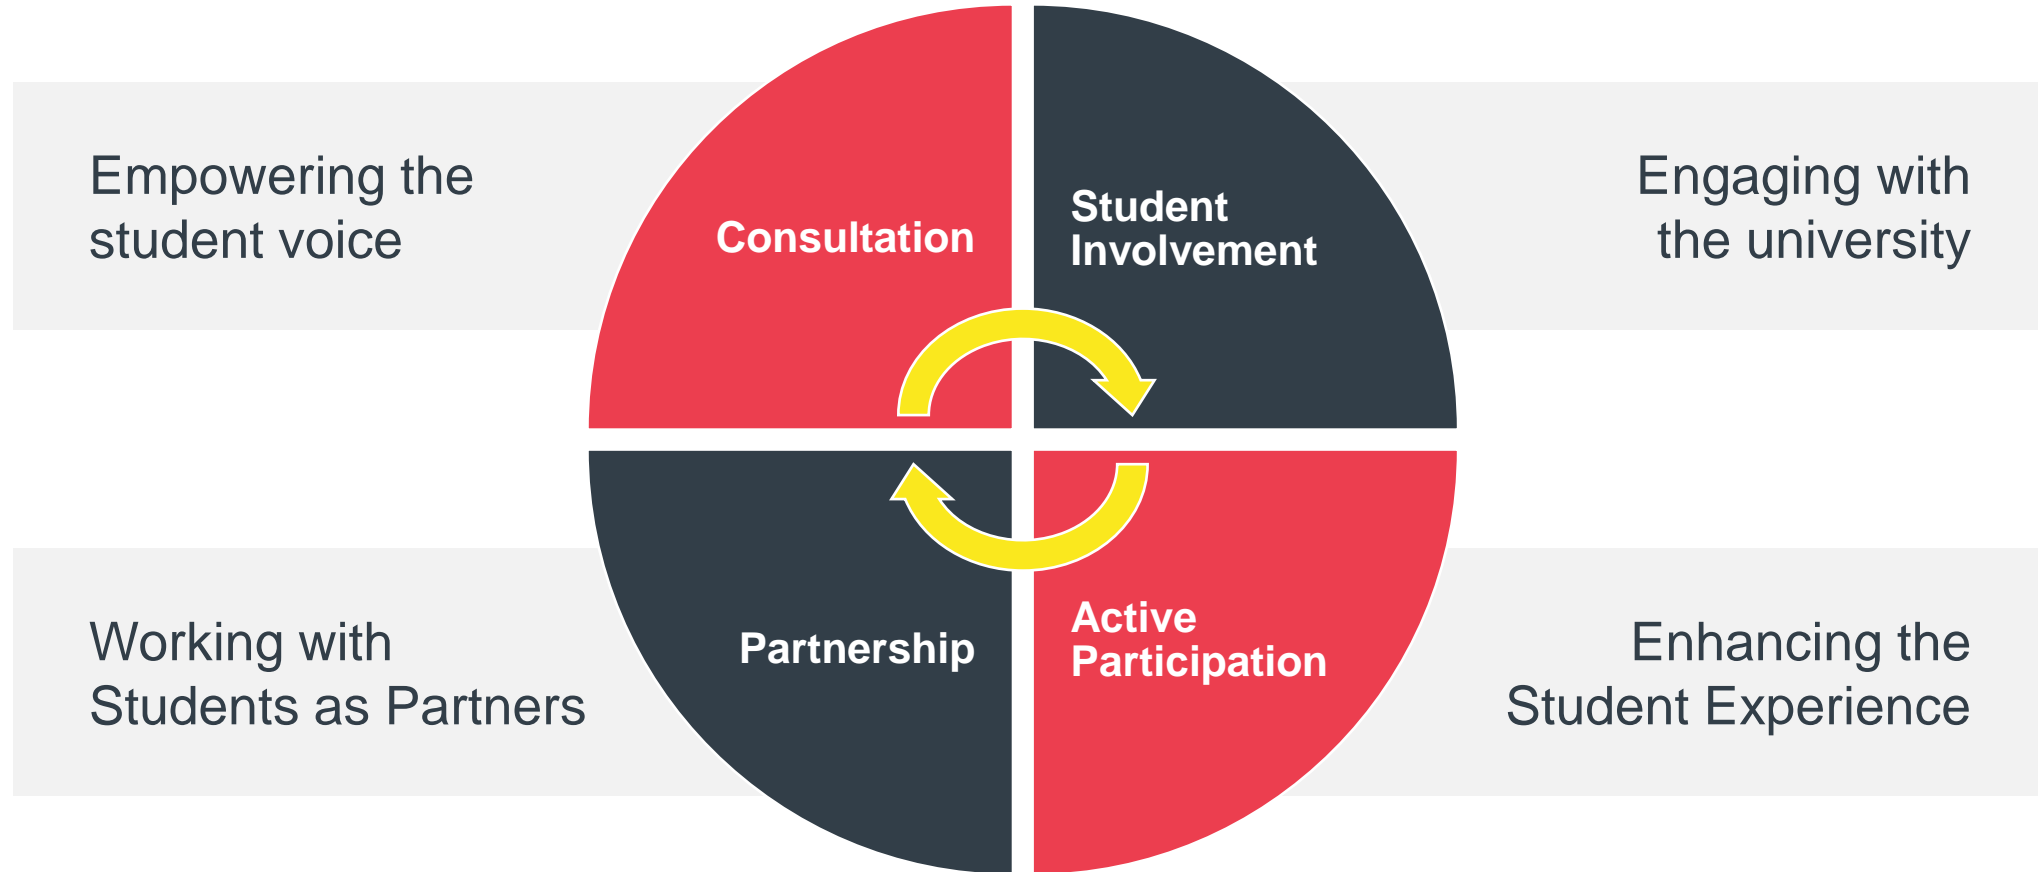 Empowering the
student voice
Consultation
Student
Involvement
Engaging with
the university
Working with
Students as Partners
Partnership
Active
Participation
Enhancing the
Student Experience